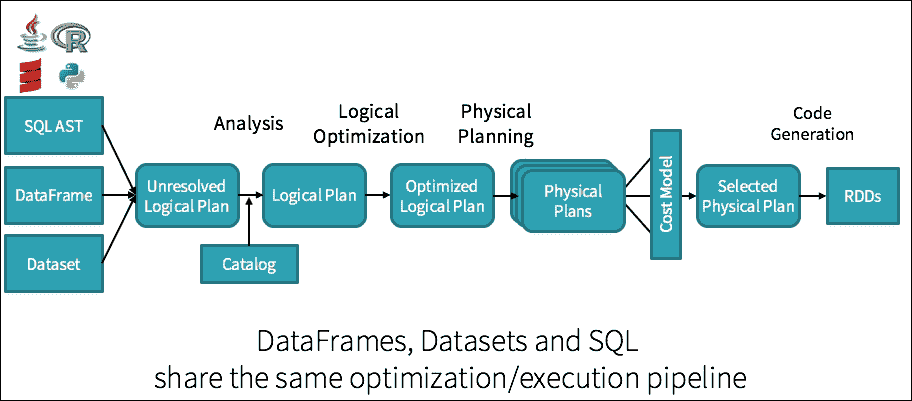 SQL AST
DataFrame
Dataset
Analysis
Unresolved
Logical Plan
Catalog
Logical Plan
Logical
Optimization
Optimized
Logical Plan
Physical
Planning
Physical
Plans
Cost Model
Selected
Physical Plan
Code
Generation
RDDs
DataFrames, Datasets and SQL
share the same optimization/execution pipeline